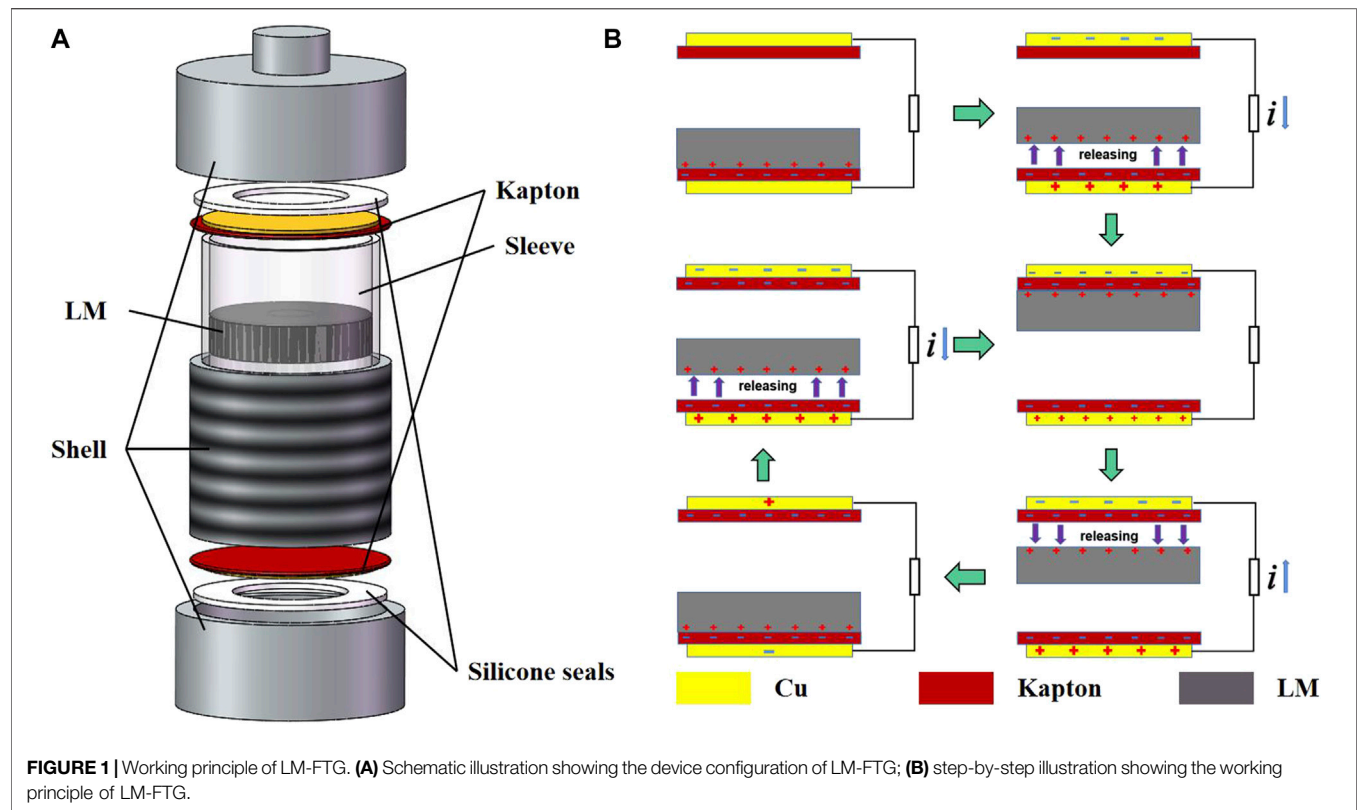 A
B
Kapton
Sleeve
LM
Shell
Silicone seals
releasing
i
releasing
i
releasing
i
Cu
Kapton
LM
FIGURE 1 | Working principle of LM-FTG. (A) Schematic illustration showing the device configuration of LM-FTG; (B) step-by-step illustration showing the working
principle of LM-FTG.